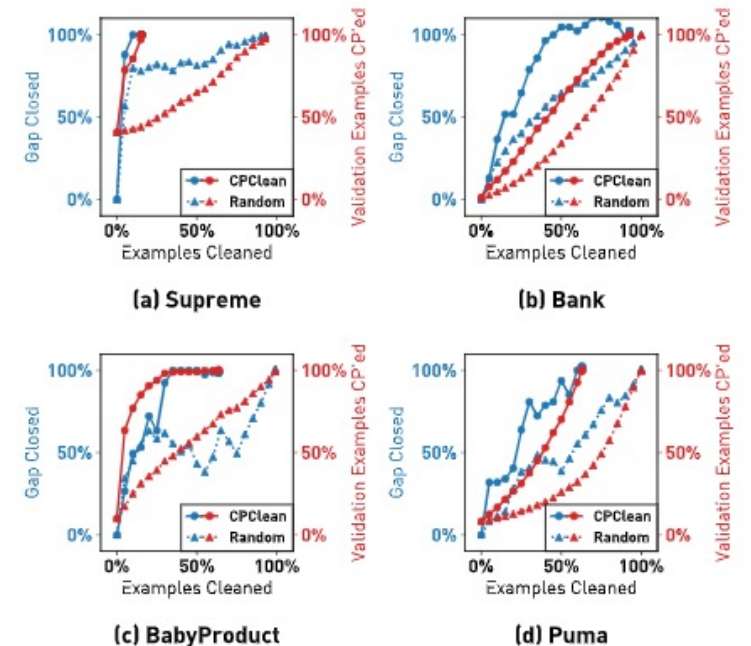 100%
50%
0%
Gap Closed
100%
50%
0%
Validation Examples CP'ed
CPClean
Random
0% 50% 100%
Examples Cleaned
(a) Supreme
100%
50%
0%
Gap Closed
100%
50%
0%
Validation Examples CP'ed
CPClean
Random
0% 50% 100%
Examples Cleaned
(b) Bank
100%
50%
0%
Gap Closed
100%
50%
0%
Validation Examples CP'ed
CPClean
Random
0% 50% 100%
Examples Cleaned
(c) BabyProduct
100%
50%
0%
Gap Closed
100%
50%
0%
Validation Examples CP'ed
CPClean
Random
0% 50% 100%
Examples Cleaned
(d) Puma